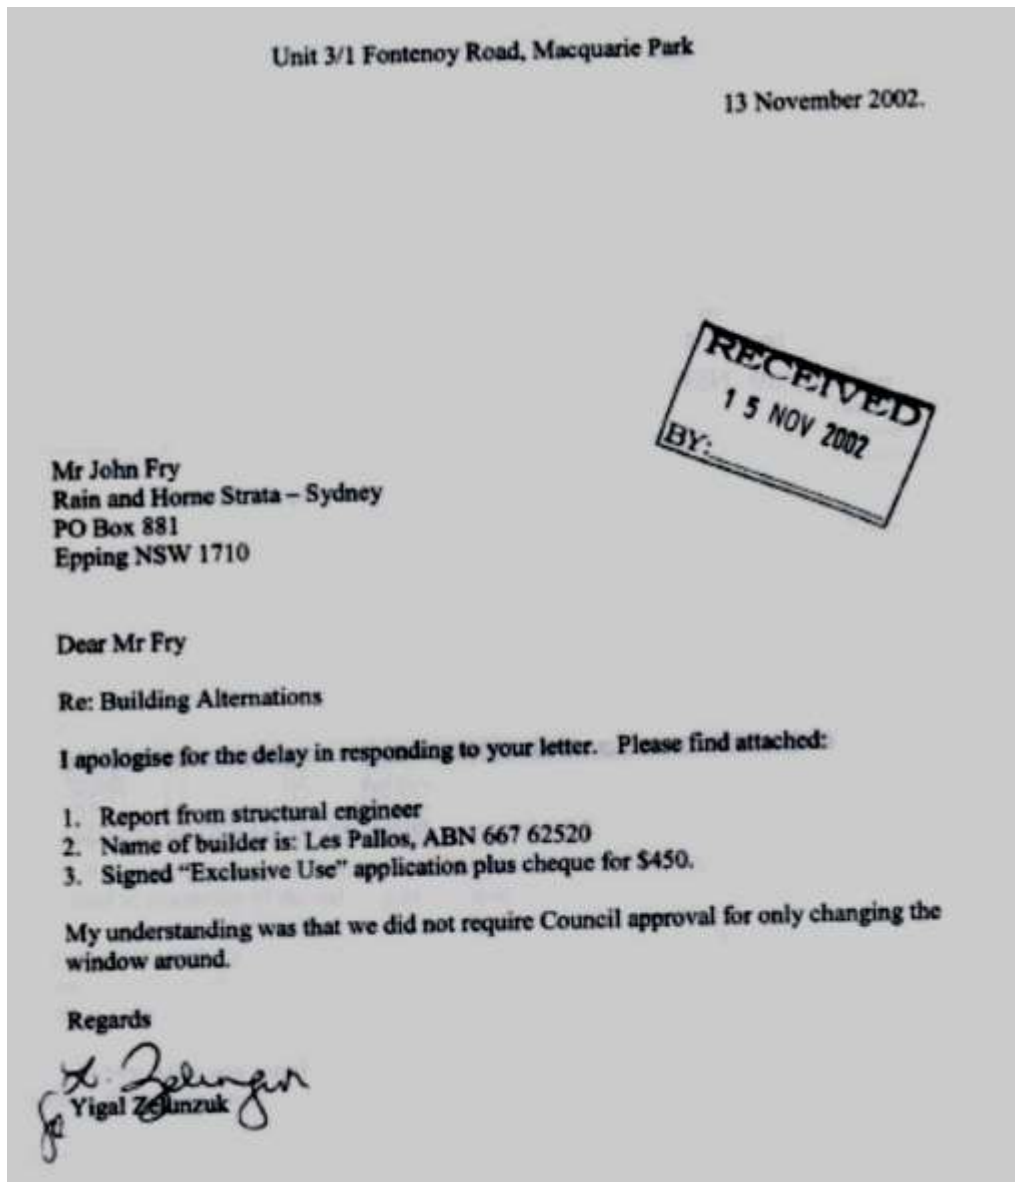 Unit 3/1 Fontenoy Road, Macquarie Park
13 November 2002.
RECEIVED
15 NOV 2002
BY:
Mr John Fry
Rain and Horne Strata – Sydney
PO Box 881
Epping NSW 1710
Dear Mr Fry
Re: Building Alternations
I apologise for the delay in responding to your letter. Please find attached:
1. Report from structural engineer
2. Name of builder is: Les Pallos, ABN 667 62520
3. Signed “Exclusive Use” application plus cheque for $450.
My understanding was that we did not require Council approval for only changing the
window around.
Regards
Yigal